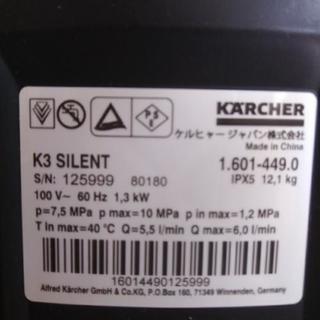 PSE
KÄRCHER
ケルヒャー ジャパン株式会社
Made in China
K3 SILENT
1.601-449.0
S/N: 125999 80180
IPX5 12,1 kg
100 V~ 60 Hz 1,3 kW
p=7,5 MPa p max=10 MPa p in max=1,2 MPa
T in max=40 °C Q=5,5 l/min Q max=6,0 l/min
16014490125999
Alfred Kärcher GmbH & Co.KG, P.O.Box 160, 71349 Winnenden, Germany